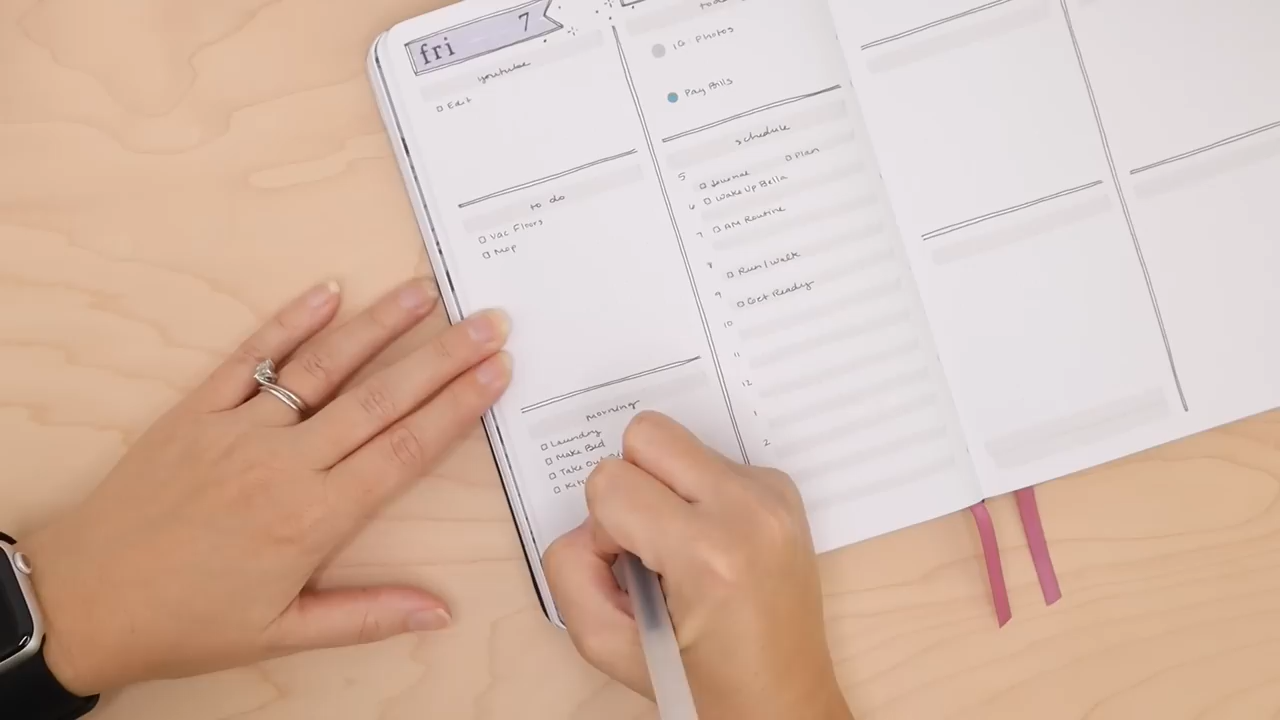 fri 7
youtube
Edit
to do
Vac Floors
Mop
morning
Laundry
Make Bed
Take Out
IG Photos
Pay Bills
schedule
5 Journal Plan
6 Wake Up Bella
7 AM Routine
8 Run/Walk
9 Get Ready
10
11
12
1
2